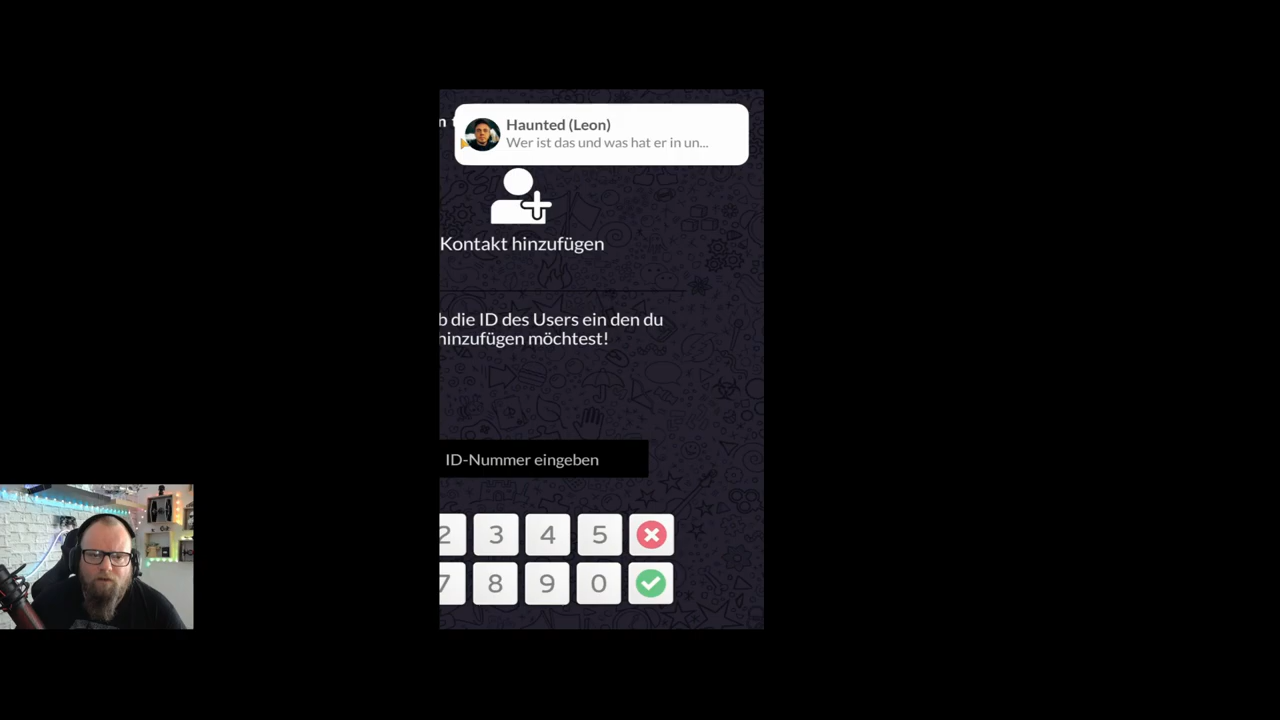 n
Haunted (Leon)
Wer ist das und was hat er in un...
Kontakt hinzufügen
b die ID des Users ein den du
hinzufügen möchtest!
ID-Nummer eingeben
2 3 4 5
7 8 9 0